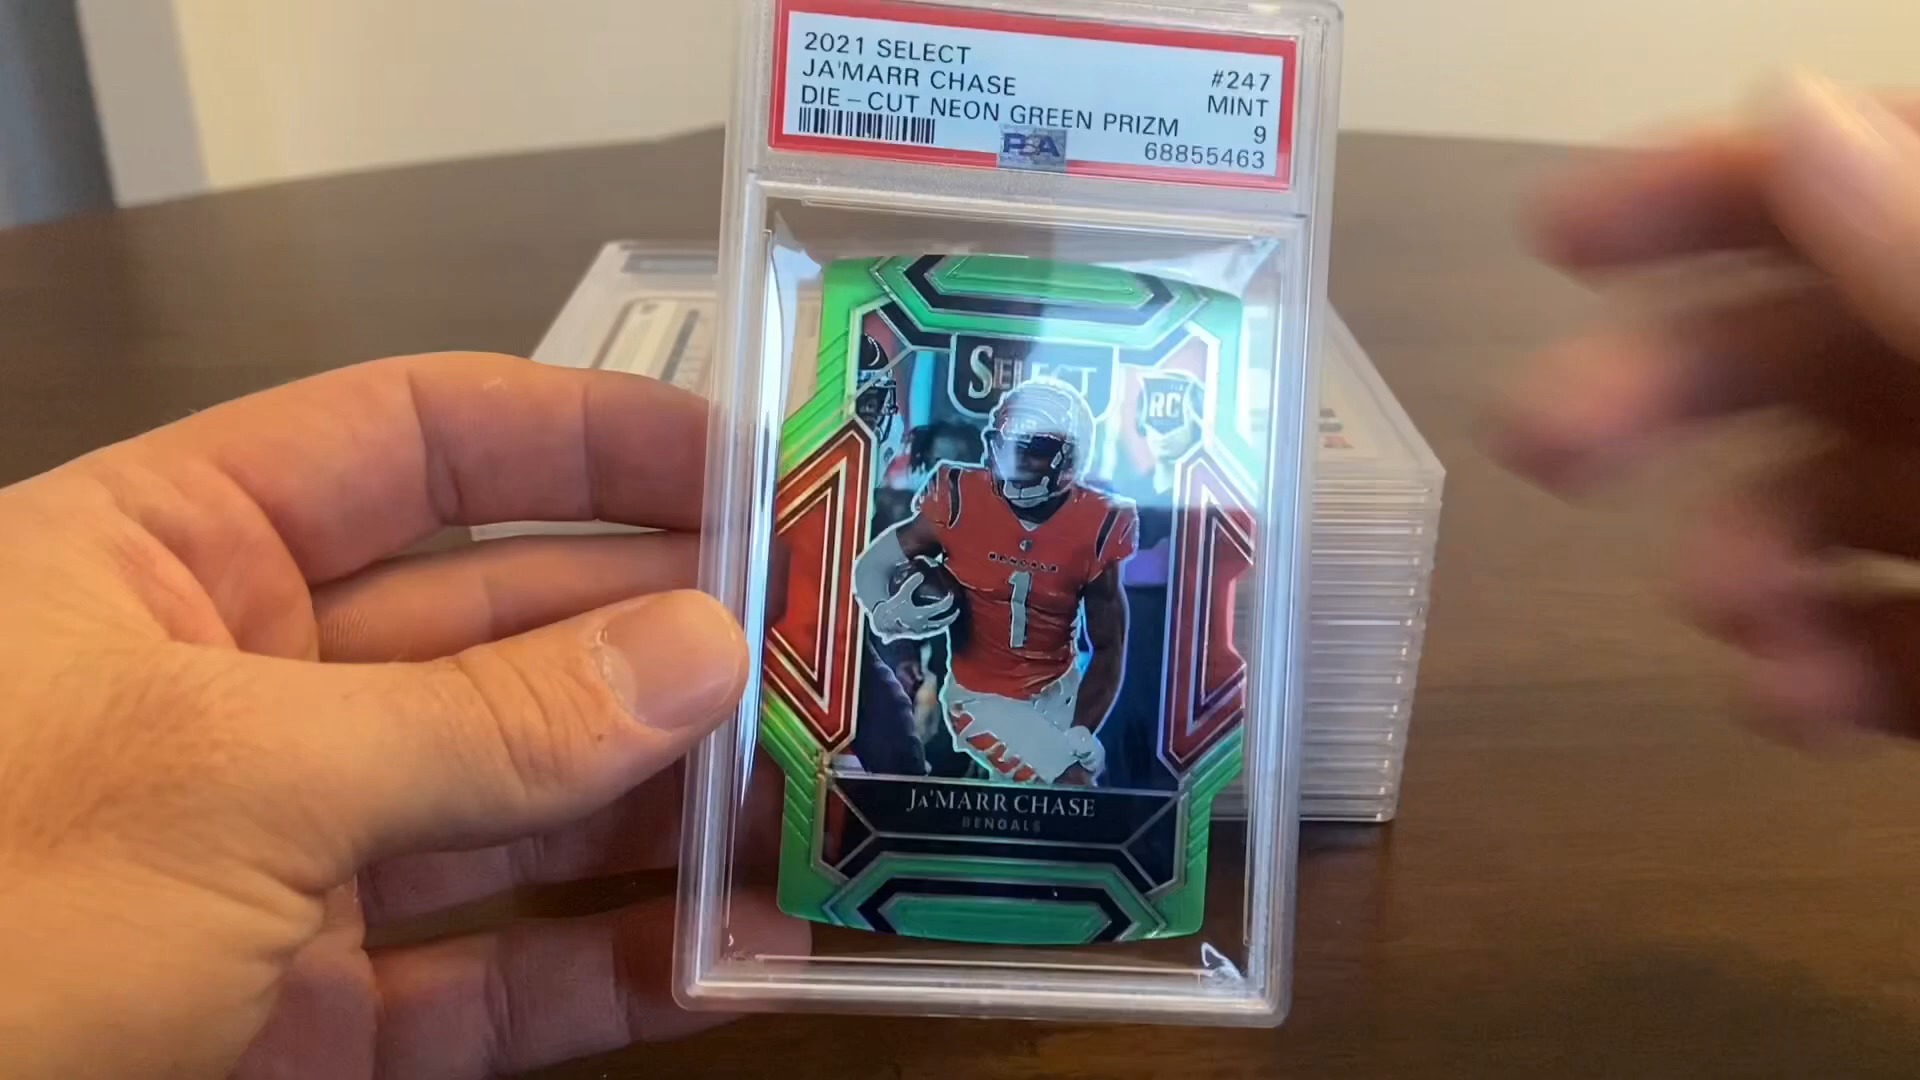 2021 SELECT
JA'MARR CHASE
DIE-CUT NEON GREEN PRIZM
#247
MINT
9
68855463
PSA
SELECT
RC
BENGALS
1
JA'MARR CHASE
BENGALS